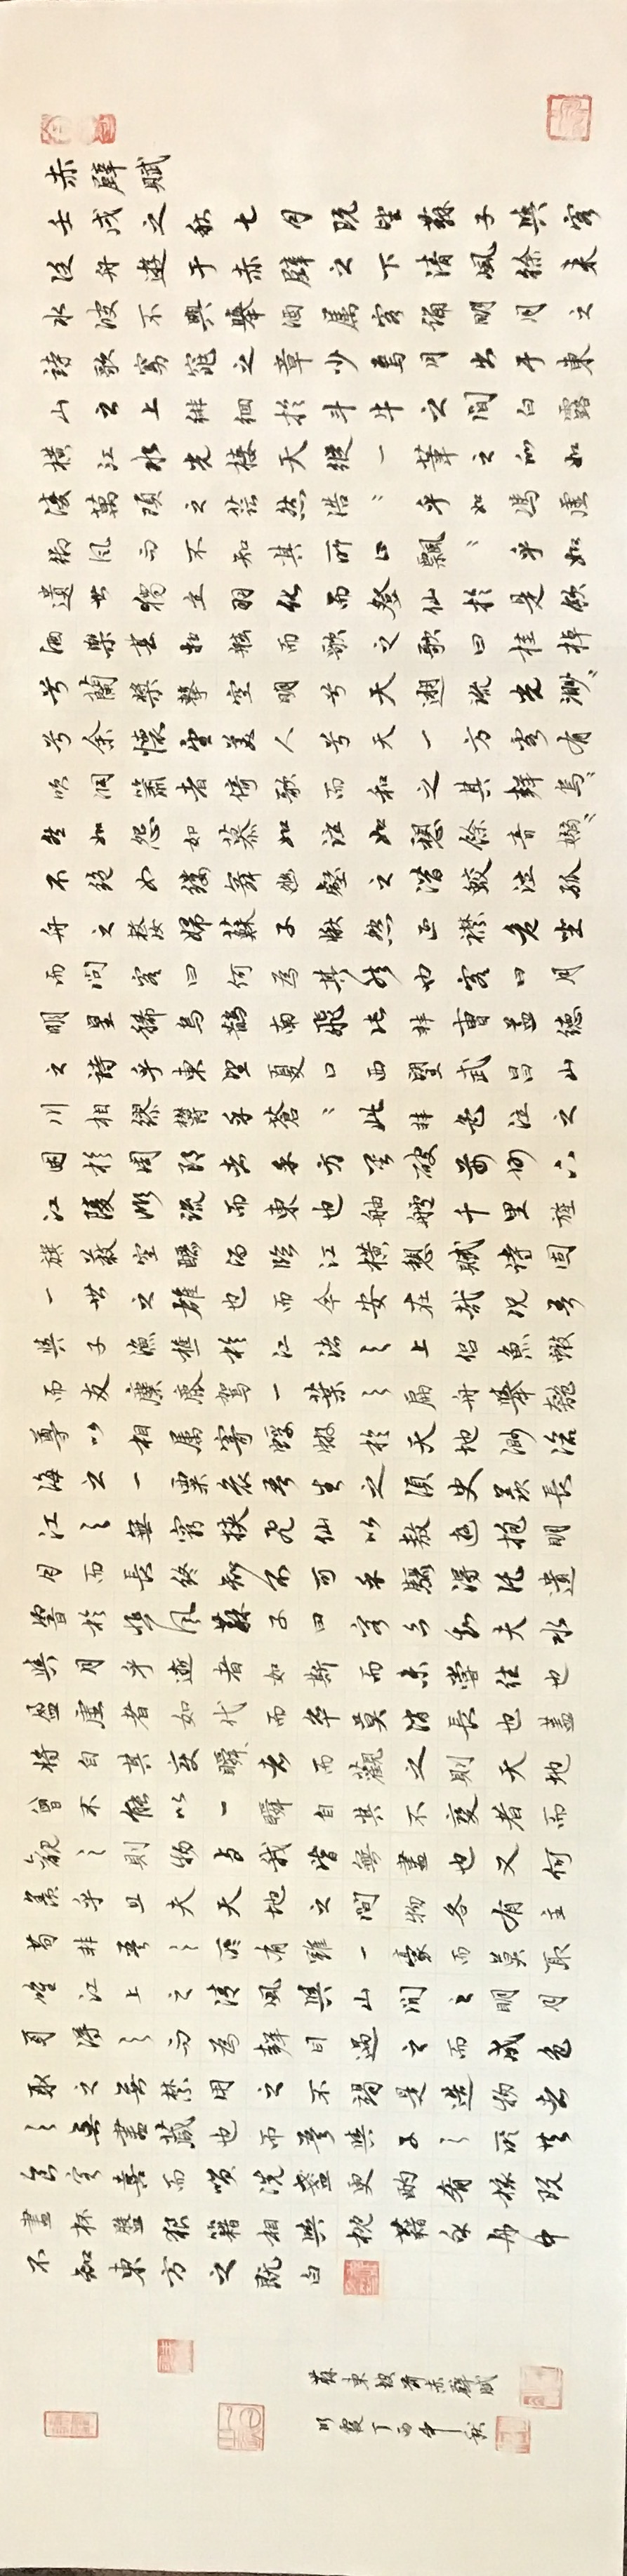 赤壁賦
壬戌之秋七月既望蘇子與客
泛舟遊于赤壁之下清風徐來
水波不興舉酒属客誦明月之
詩歌窈窕之章少焉月出于東
山之上徘徊於斗牛之間白露
橫江水光接天縱一葦之所如
淩萬頃之茫然浩〻乎如馮虛
御風而不知其所止飄〻乎如
遺世獨立羽化而登仙於是飲
酒樂甚扣舷而歌之歌曰桂棹
兮蘭槳擊空明兮天遡流光渺〻
兮余懷望美人兮天一方客有
吹洞簫者倚歌而和之其聲烏〻
然如怨如慕如泣如愬餘音嫋〻
不絕如縷舞幽壑之潛蛟泣孤
舟之嫠婦蘇子愀然正襟危坐
而問客曰何為其然也客曰月
明星稀烏鵲南飛此非曹孟德
之詩乎東望夏口西望武昌山
川相繆鬱乎蒼〻此非之
困於周郎者乎方其破荊州下
江陵順流而東也舳艫千里旌
旗蔽空釃酒臨江橫槊賦詩固
一世之雄也而今安在哉況吾
與子漁樵於江渚之上侶魚蝦
而友麋鹿駕一葉之扁舟舉匏
尊以相属寄蜉蝣於天地渺滄
海之一粟哀吾生之須臾羨長
江之無窮挾飛仙以遨遊抱明
月而長終知不可乎驟得託遺
響於悲風蘇子曰客亦知夫水
與月乎逝者如斯而未嘗往也
盈虛者如代而卒莫消長也蓋
將自其變瞬者而觀之則天地
曾不能以一瞬自其不變者而
觀之則物与我皆無盡也又何
羨乎且夫天地之間物各有主
苟非吾之所有雖一豪而莫取
唯江上之清風與山間之明月
耳得之而為聲目遇之而成色
取之無禁用之不竭是造物者
之無盡藏也而吾與子之所共
食客喜而笑洗盞更酌肴核既
盡杯盤狼籍相與枕藉乎舟中
不知東方之既白
蘇東坡前赤壁賦
丁酉中秋